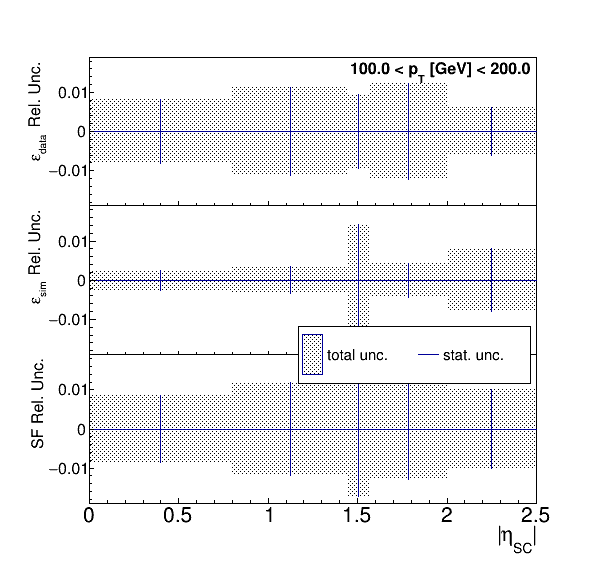 100.0 < p_T [GeV] < 200.0
ε_data Rel. Unc.
0.01
0
−0.01
ε_sim Rel. Unc.
0.01
0
−0.01
total unc.
stat. unc.
SF Rel. Unc.
0.01
0
−0.01
0 0.5 1 1.5 2 2.5
|η_SC|